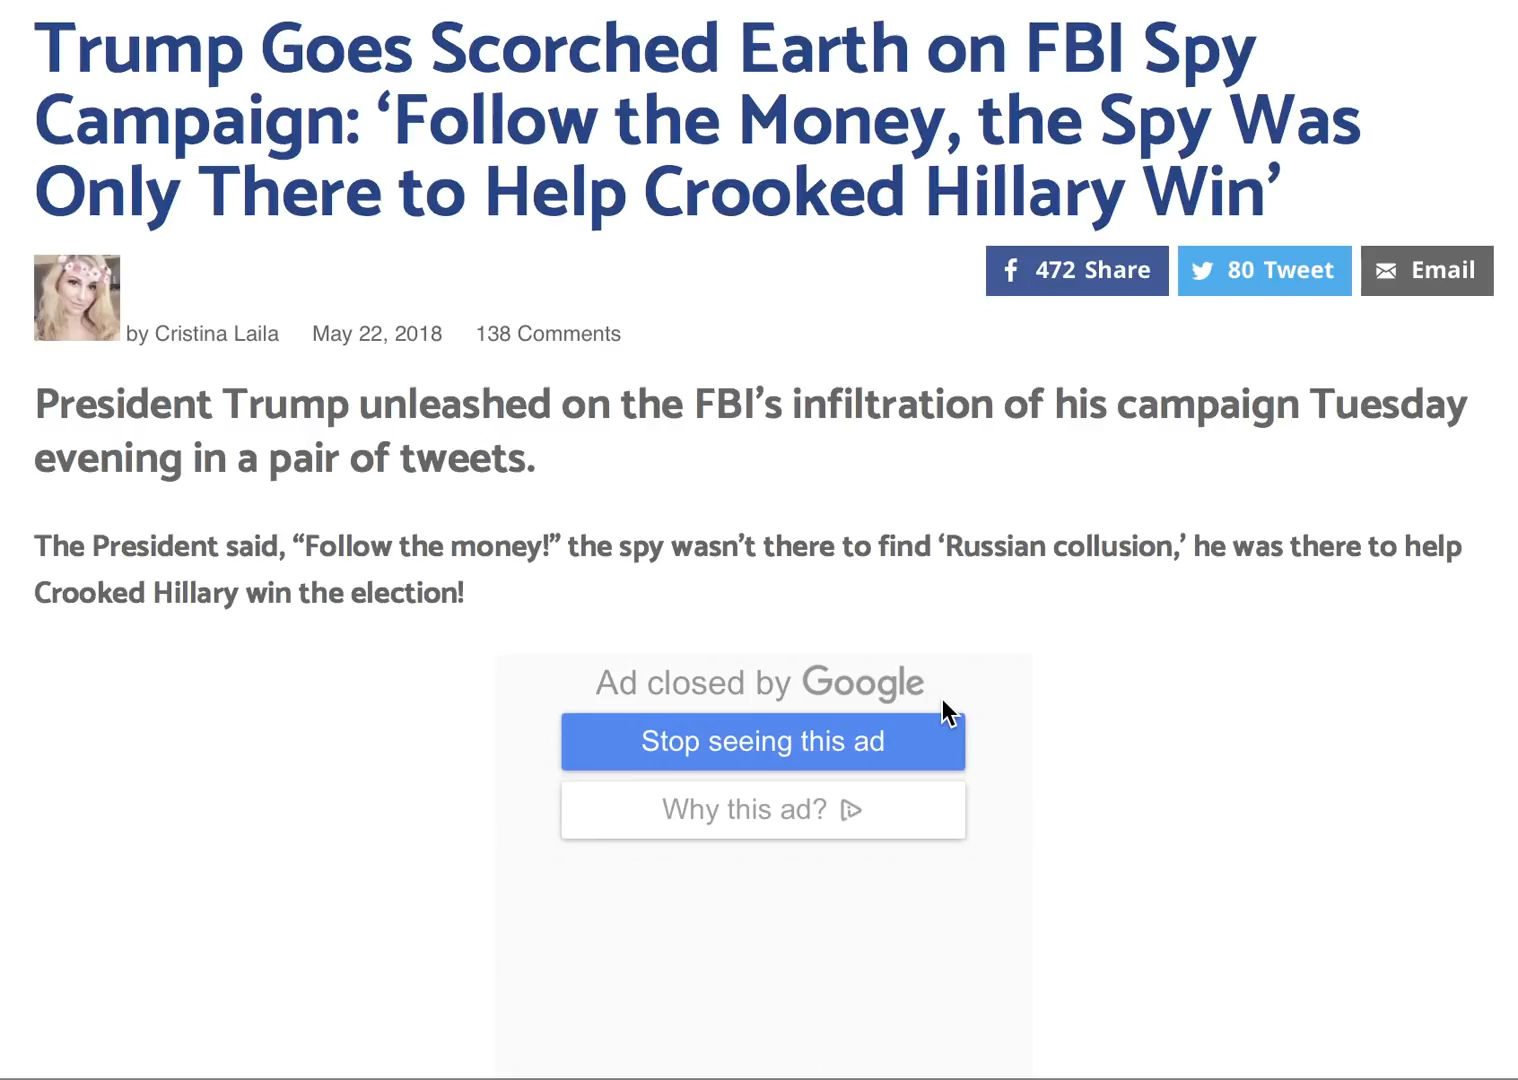 Trump Goes Scorched Earth on FBI Spy
Campaign: ‘Follow the Money, the Spy Was
Only There to Help Crooked Hillary Win’
472 Share
80 Tweet
Email
by Cristina Laila May 22, 2018 138 Comments
President Trump unleashed on the FBI’s infiltration of his campaign Tuesday
evening in a pair of tweets.
The President said, “Follow the money!” the spy wasn’t there to find ‘Russian collusion,’ he was there to help
Crooked Hillary win the election!
Ad closed by Google
Stop seeing this ad
Why this ad?